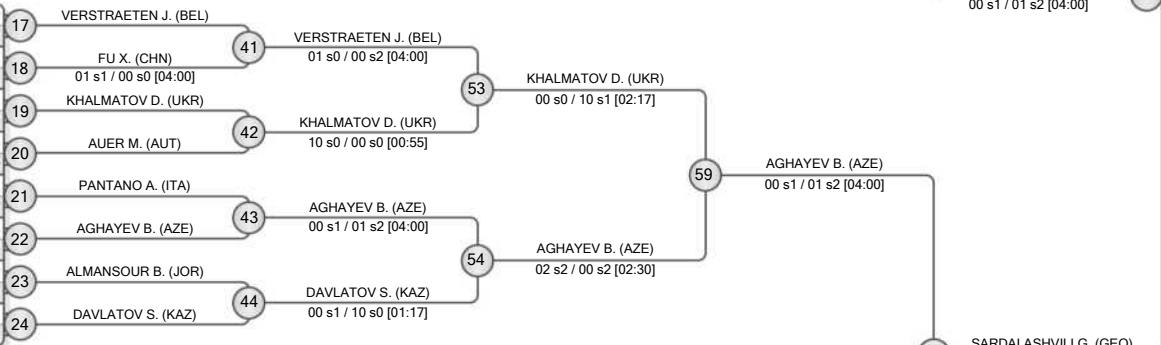 00 s1 / 01 s2 [04:00]
17
VERSTRAETEN J. (BEL)
18
FU X. (CHN)
01 s1 / 00 s0 [04:00]
19
KHALMATOV D. (UKR)
20
AUER M. (AUT)
21
PANTANO A. (ITA)
22
AGHAYEV B. (AZE)
23
ALMANSOUR B. (JOR)
24
DAVLATOV S. (KAZ)
41
VERSTRAETEN J. (BEL)
01 s0 / 00 s2 [04:00]
42
KHALMATOV D. (UKR)
10 s0 / 00 s0 [00:55]
43
AGHAYEV B. (AZE)
00 s1 / 01 s2 [04:00]
44
DAVLATOV S. (KAZ)
00 s1 / 10 s0 [01:17]
53
KHALMATOV D. (UKR)
00 s0 / 10 s1 [02:17]
54
AGHAYEV B. (AZE)
02 s2 / 00 s2 [02:30]
59
AGHAYEV B. (AZE)
00 s1 / 01 s2 [04:00]
SARDALASHVILI G. (GEO)